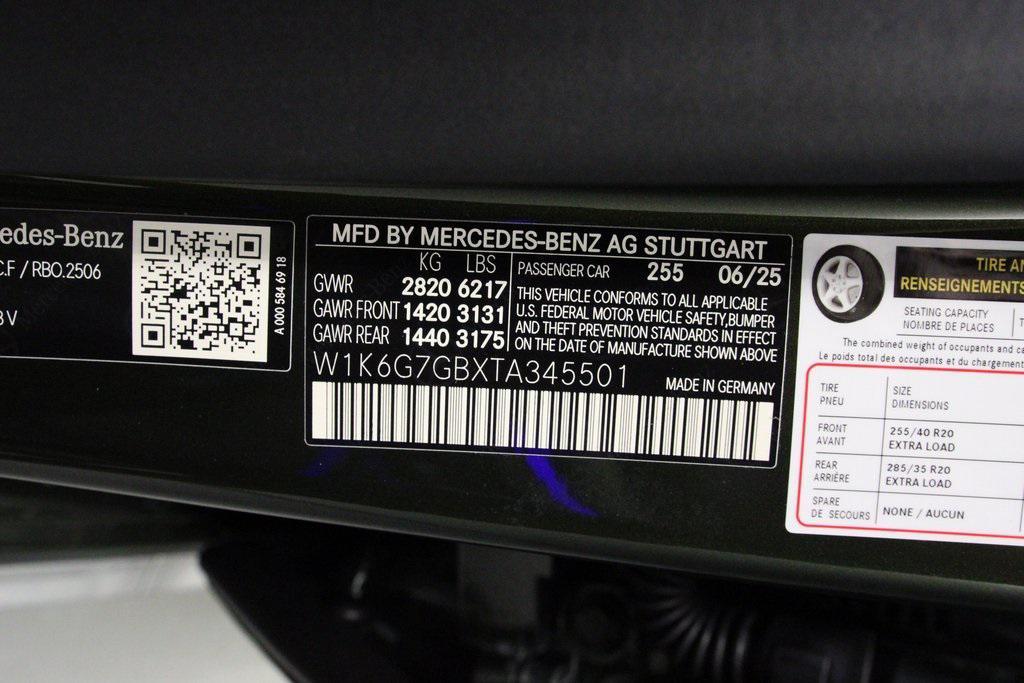 edes-Benz
C.F / RBO.2506
3 V
A 000 584 69 18
MFD BY MERCEDES-BENZ AG STUTTGART
KG LBS
GWR 2820 6217
GAWR FRONT 1420 3131
GAWR REAR 1440 3175
PASSENGER CAR 255 06/25
THIS VEHICLE CONFORMS TO ALL APPLICABLE
U.S. FEDERAL MOTOR VEHICLE SAFETY,BUMPER
AND THEFT PREVENTION STANDARDS IN EFFECT
ON THE DATE OF MANUFACTURE SHOWN ABOVE
W1K6G7GBXTA345501
MADE IN GERMANY
TIRE AN
RENSEIGNEMENTS
SEATING CAPACITY
NOMBRE DE PLACES
The combined weight of occupants and ca
Le poids total des occupants et du chargement
TIRE SIZE
PNEU DIMENSIONS
FRONT 255/40 R20
AVANT EXTRA LOAD
REAR 285/35 R20
ARRIÈRE EXTRA LOAD
SPARE NONE / AUCUN
DE SECOURS